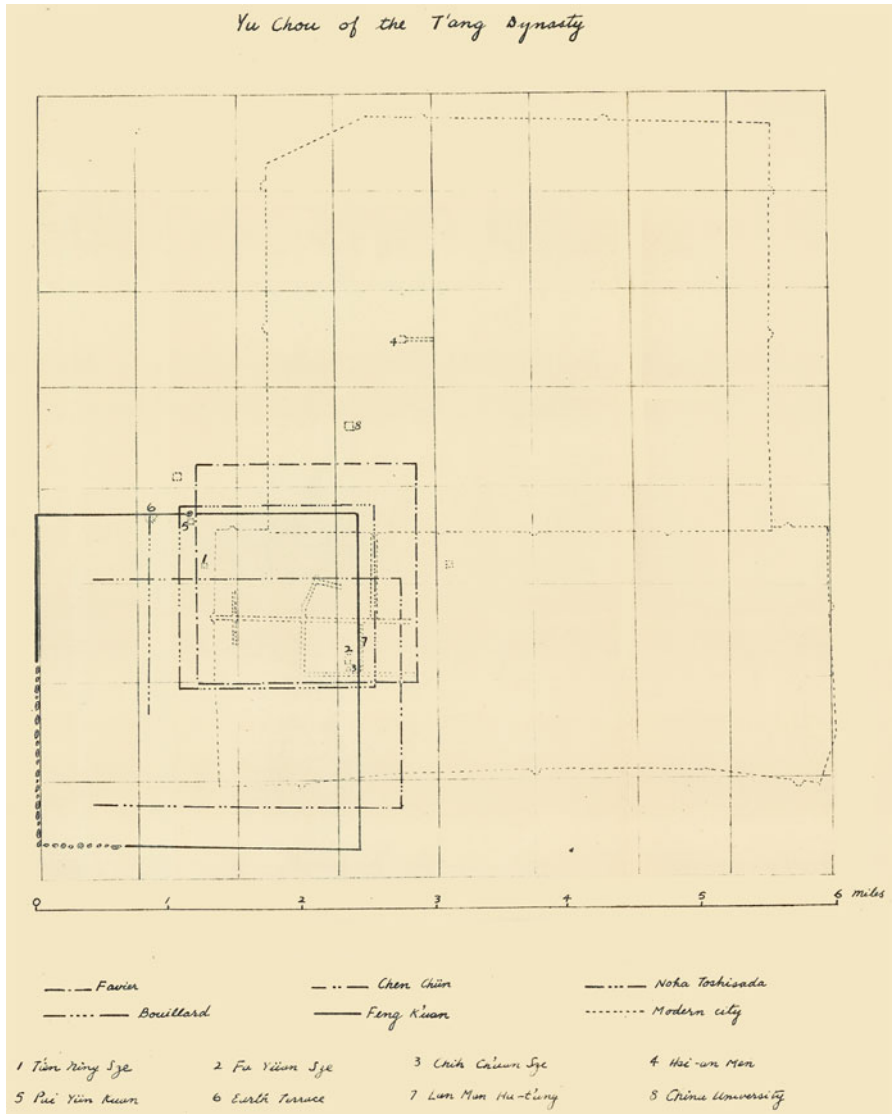 Yu Chou of the T'ang Dynasty
4
8
6
5
1
7
2
3
0 1 2 3 4 5 6 miles
Favier Chen Chün Noha Toshisada
Bouillard Feng K'uan Modern city
1 T'ien Ning Sze 2 Fa Yüan Sze 3 Chih Ch'uan Sze 4 Hsi-an Men
5 Pai Yün Kuan 6 Earth Terrace 7 Lan Man Hu-t'ung 8 China University